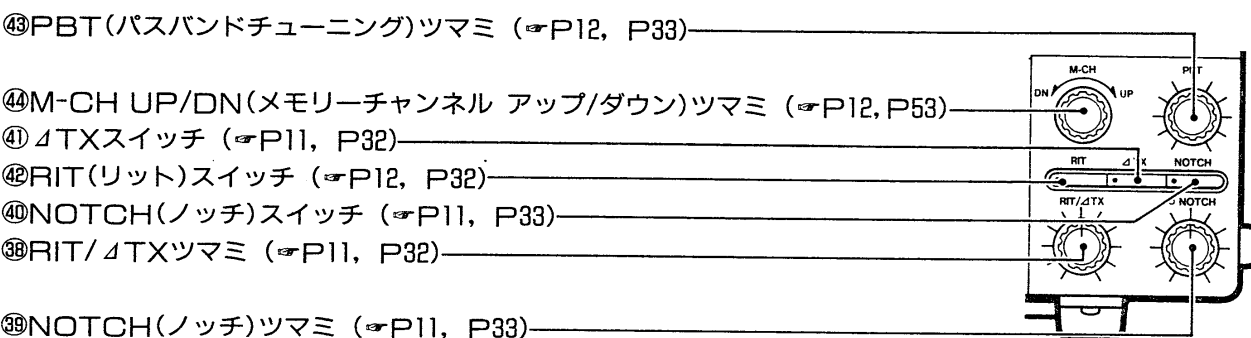 ㊸PBT(パスバンドチューニング)ツマミ (☞P12, P33)
㊹M-CH UP/DN(メモリーチャンネル アップ/ダウン)ツマミ (☞P12, P53)
㊶⊿TXスイッチ (☞P11, P32)
㊷RIT(リット)スイッチ (☞P12, P32)
㊵NOTCH(ノッチ)スイッチ (☞P11, P33)
㊳RIT/⊿TXツマミ (☞P11, P32)
㊴NOTCH(ノッチ)ツマミ (☞P11, P33)
M-CH
DN UP
RIT NOTCH
RIT/⊿TX NOTCH